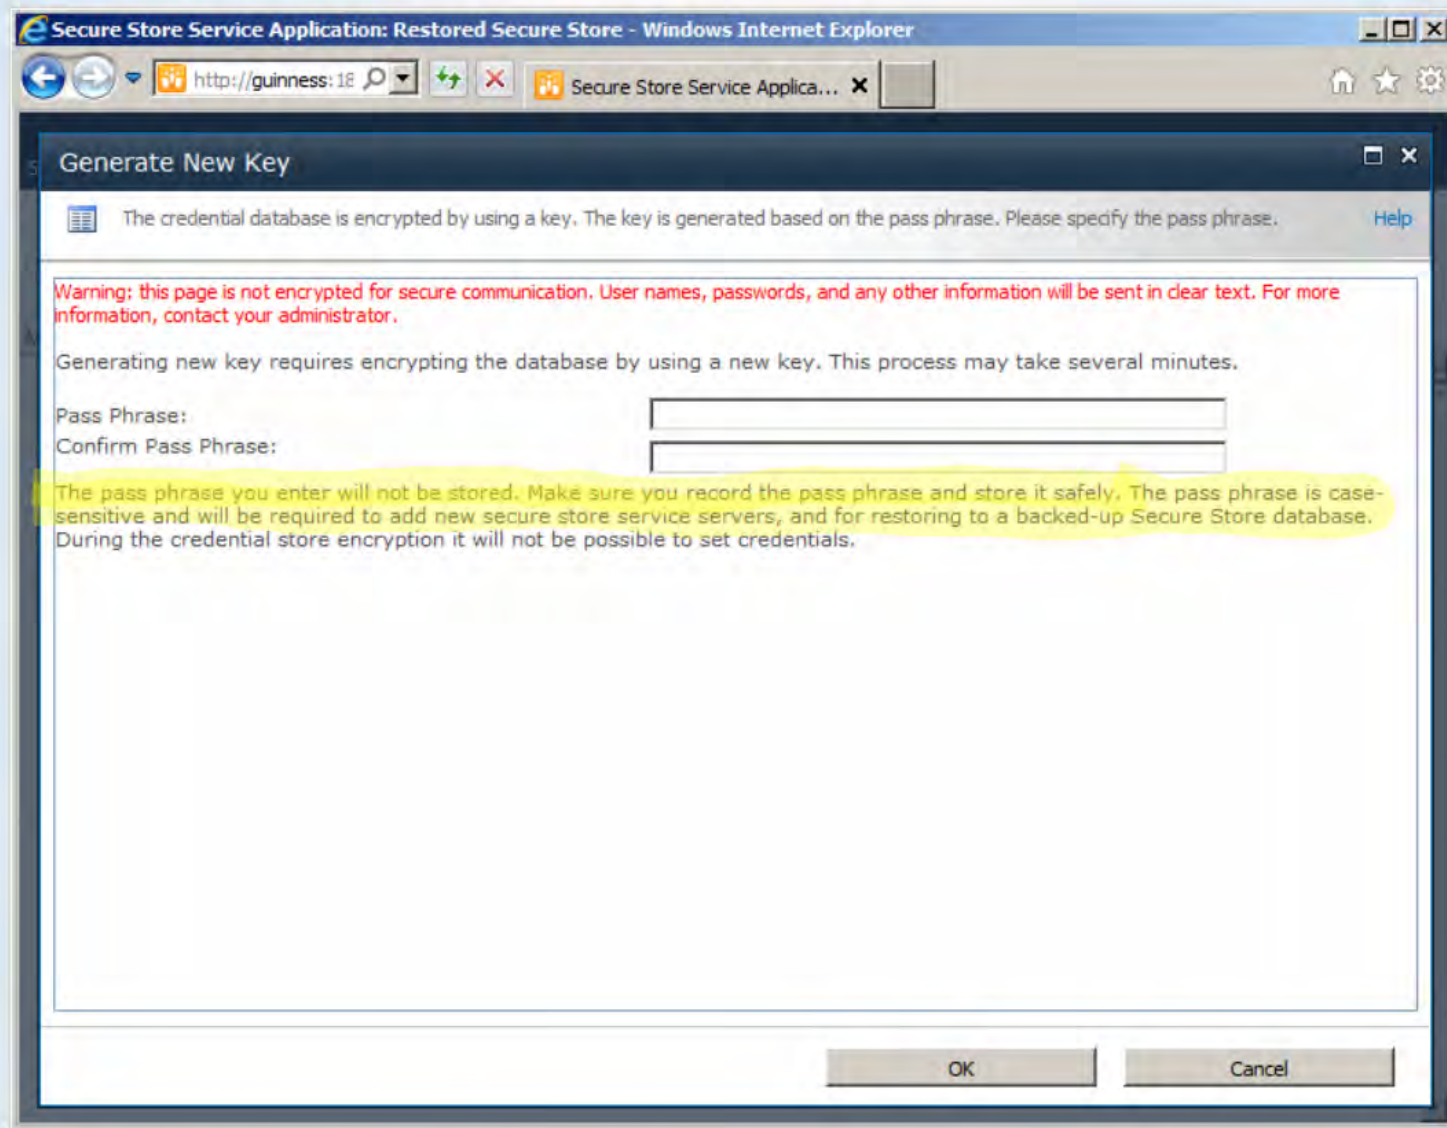 Secure Store Service Application: Restored Secure Store - Windows Internet Explorer
http://guinness:18
Secure Store Service Applica...
Generate New Key
The credential database is encrypted by using a key. The key is generated based on the pass phrase. Please specify the pass phrase.
Help
Warning: this page is not encrypted for secure communication. User names, passwords, and any other information will be sent in clear text. For more
information, contact your administrator.
Generating new key requires encrypting the database by using a new key. This process may take several minutes.
Pass Phrase:
Confirm Pass Phrase:
The pass phrase you enter will not be stored. Make sure you record the pass phrase and store it safely. The pass phrase is case-
sensitive and will be required to add new secure store service servers, and for restoring to a backed-up Secure Store database.
During the credential store encryption it will not be possible to set credentials.
OK
Cancel